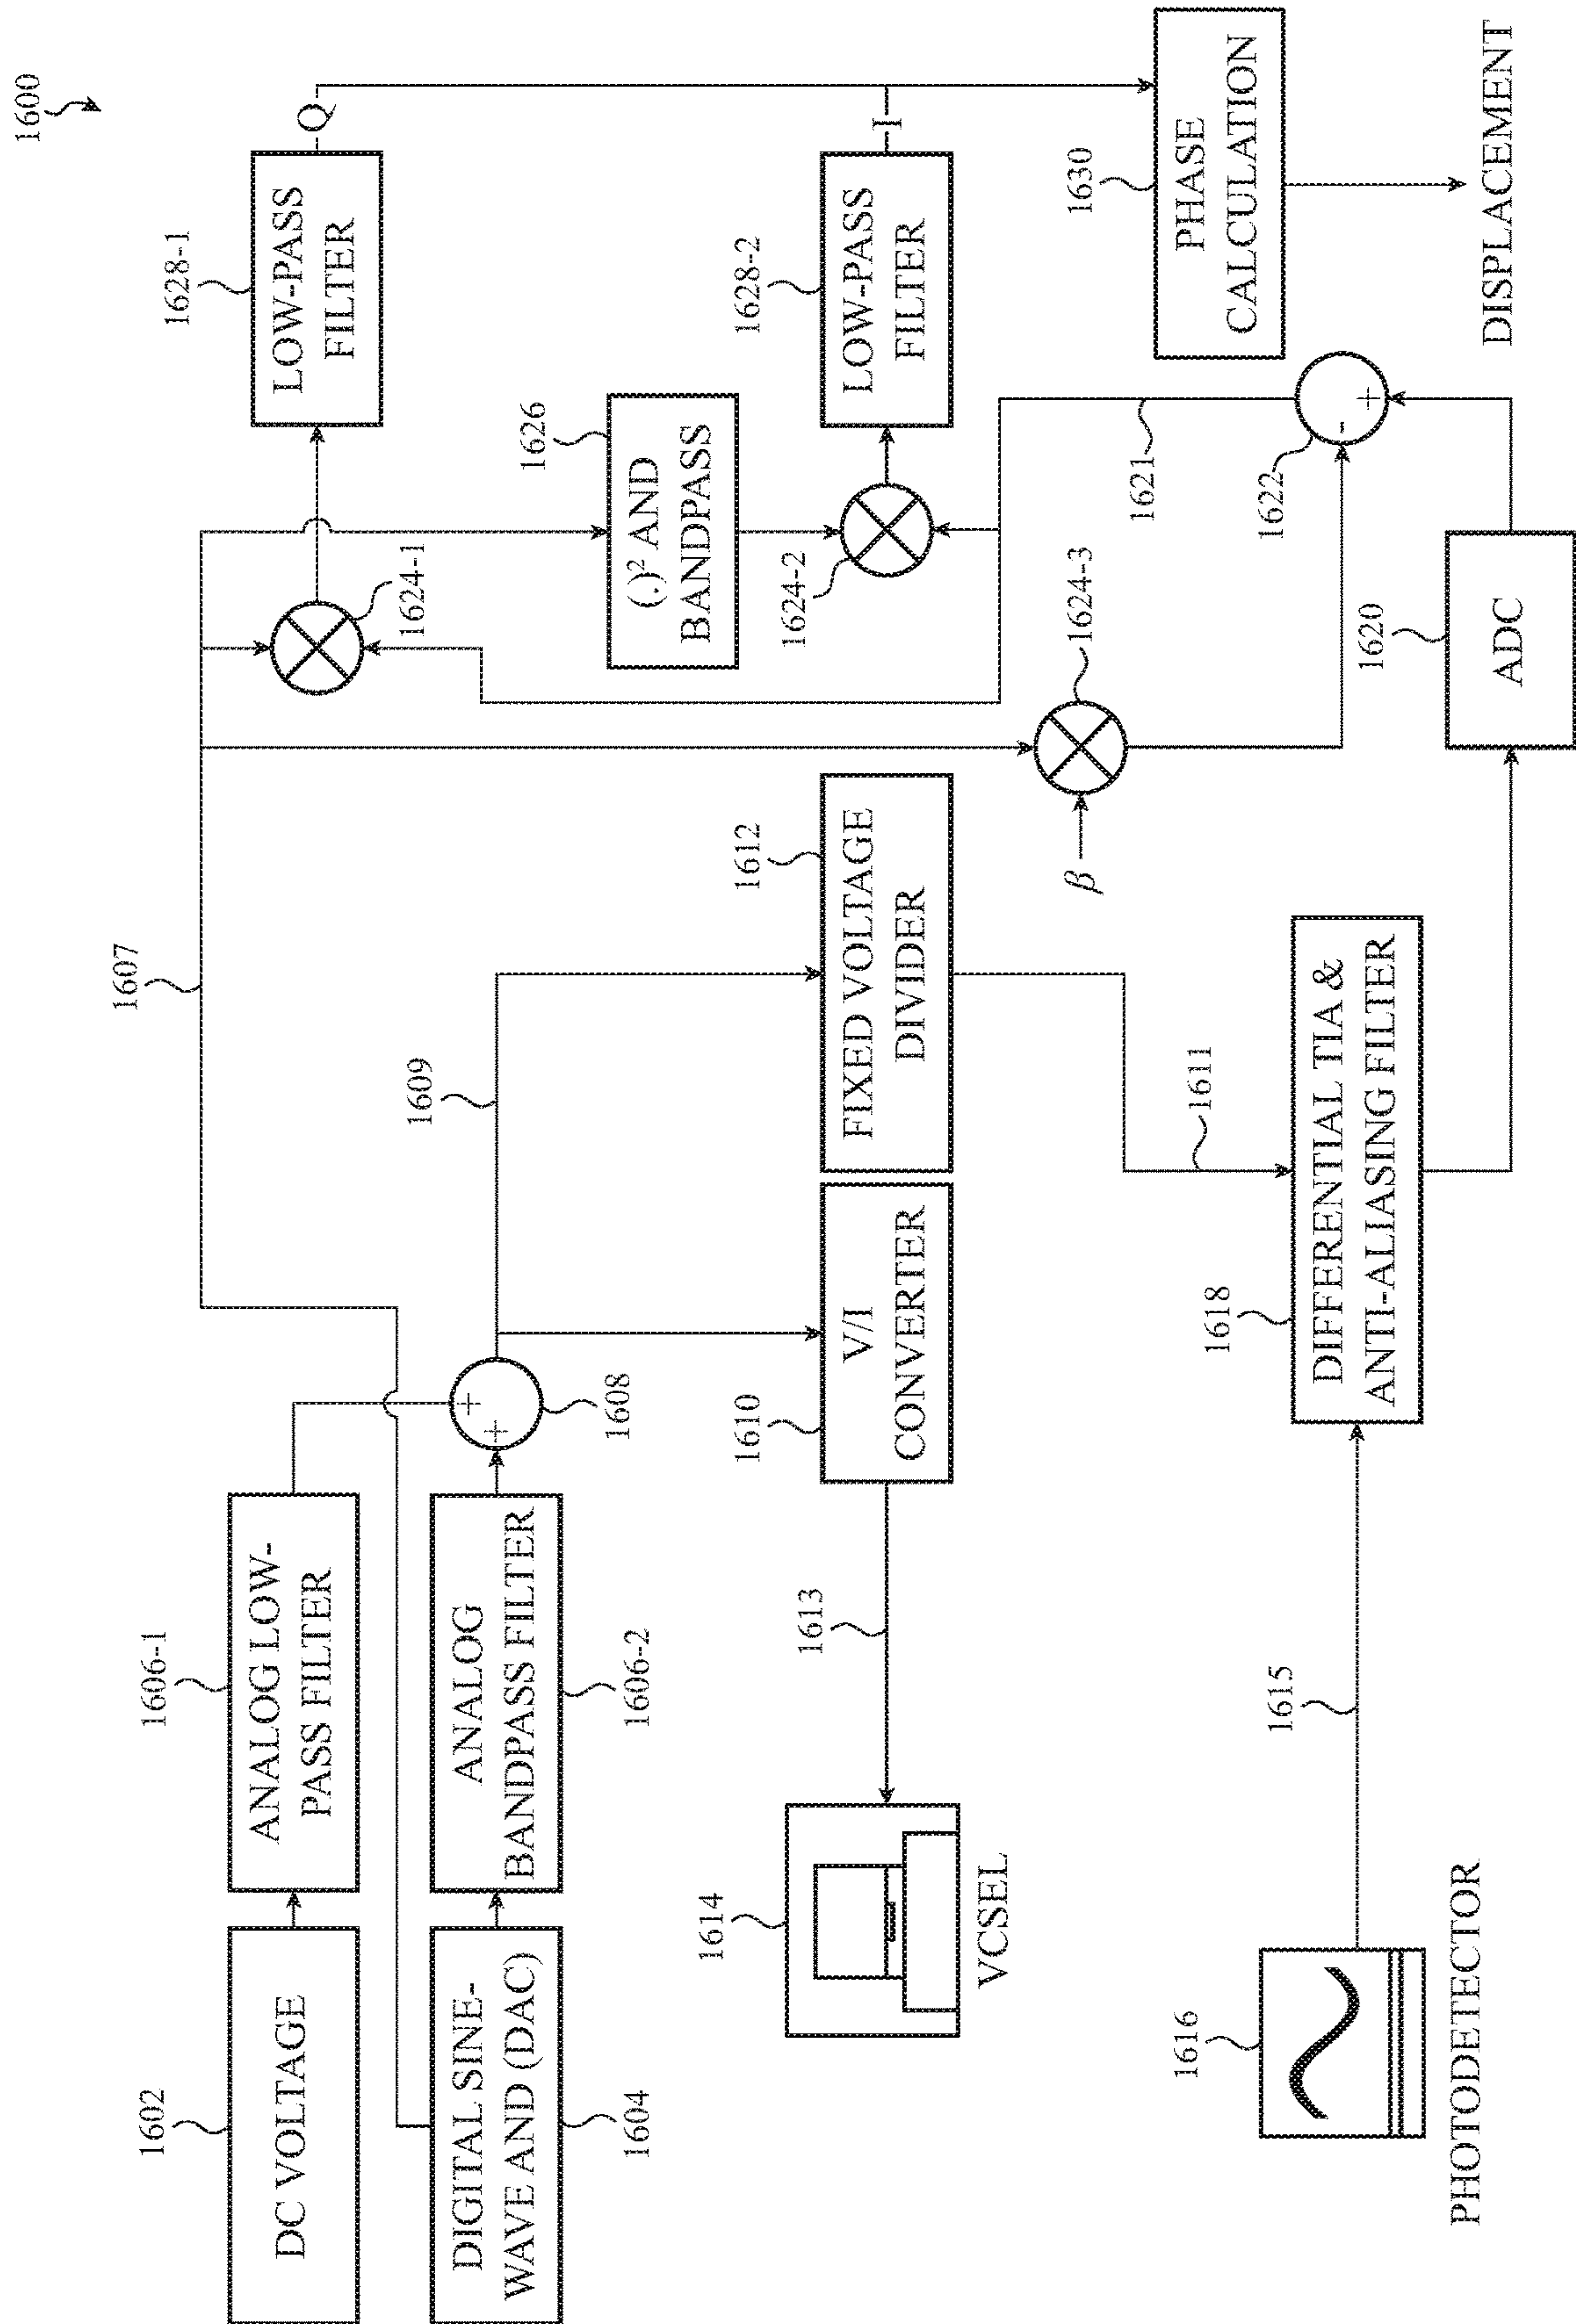 1600
1602
DC VOLTAGE
1606-1
ANALOG LOW-
PASS FILTER
1604
DIGITAL SINE-
WAVE AND (DAC)
1606-2
ANALOG
BANDPASS FILTER
+
+
1608
1607
1609
1610
V/I
CONVERTER
1612
FIXED VOLTAGE
DIVIDER
1613
1614
VCSEL
1611
1616
PHOTODETECTOR
1615
1618
DIFFERENTIAL TIA &
ANTI-ALIASING FILTER
1620
ADC
β
1624-3
1622
-
+
1621
1624-1
1626
(.)² AND
BANDPASS
1624-2
1628-1
LOW-PASS
FILTER
Q
1628-2
LOW-PASS
FILTER
I
1630
PHASE
CALCULATION
DISPLACEMENT